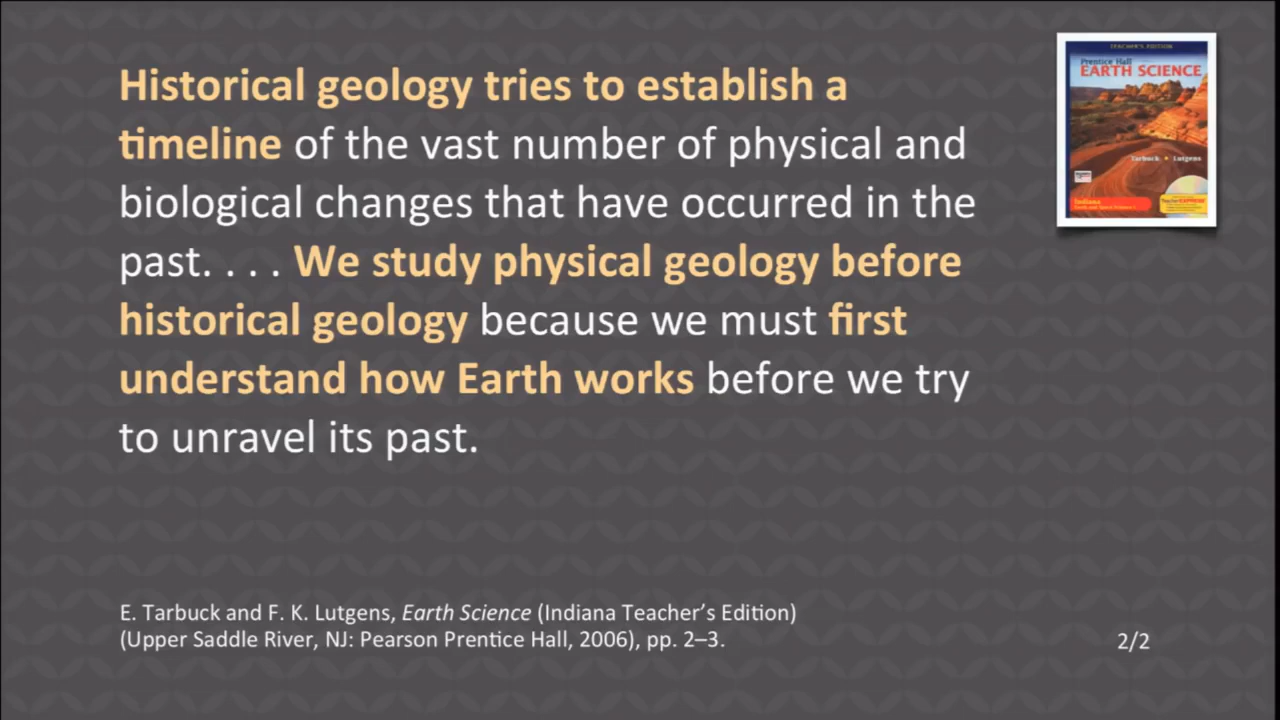 Historical geology tries to establish a
timeline of the vast number of physical and
biological changes that have occurred in the
past. . . . We study physical geology before
historical geology because we must first
understand how Earth works before we try
to unravel its past.
TEACHER'S EDITION
Prentice Hall
EARTH SCIENCE
Tarbuck • Lutgens
Indiana
E. Tarbuck and F. K. Lutgens, Earth Science (Indiana Teacher’s Edition)
(Upper Saddle River, NJ: Pearson Prentice Hall, 2006), pp. 2–3.
2/2